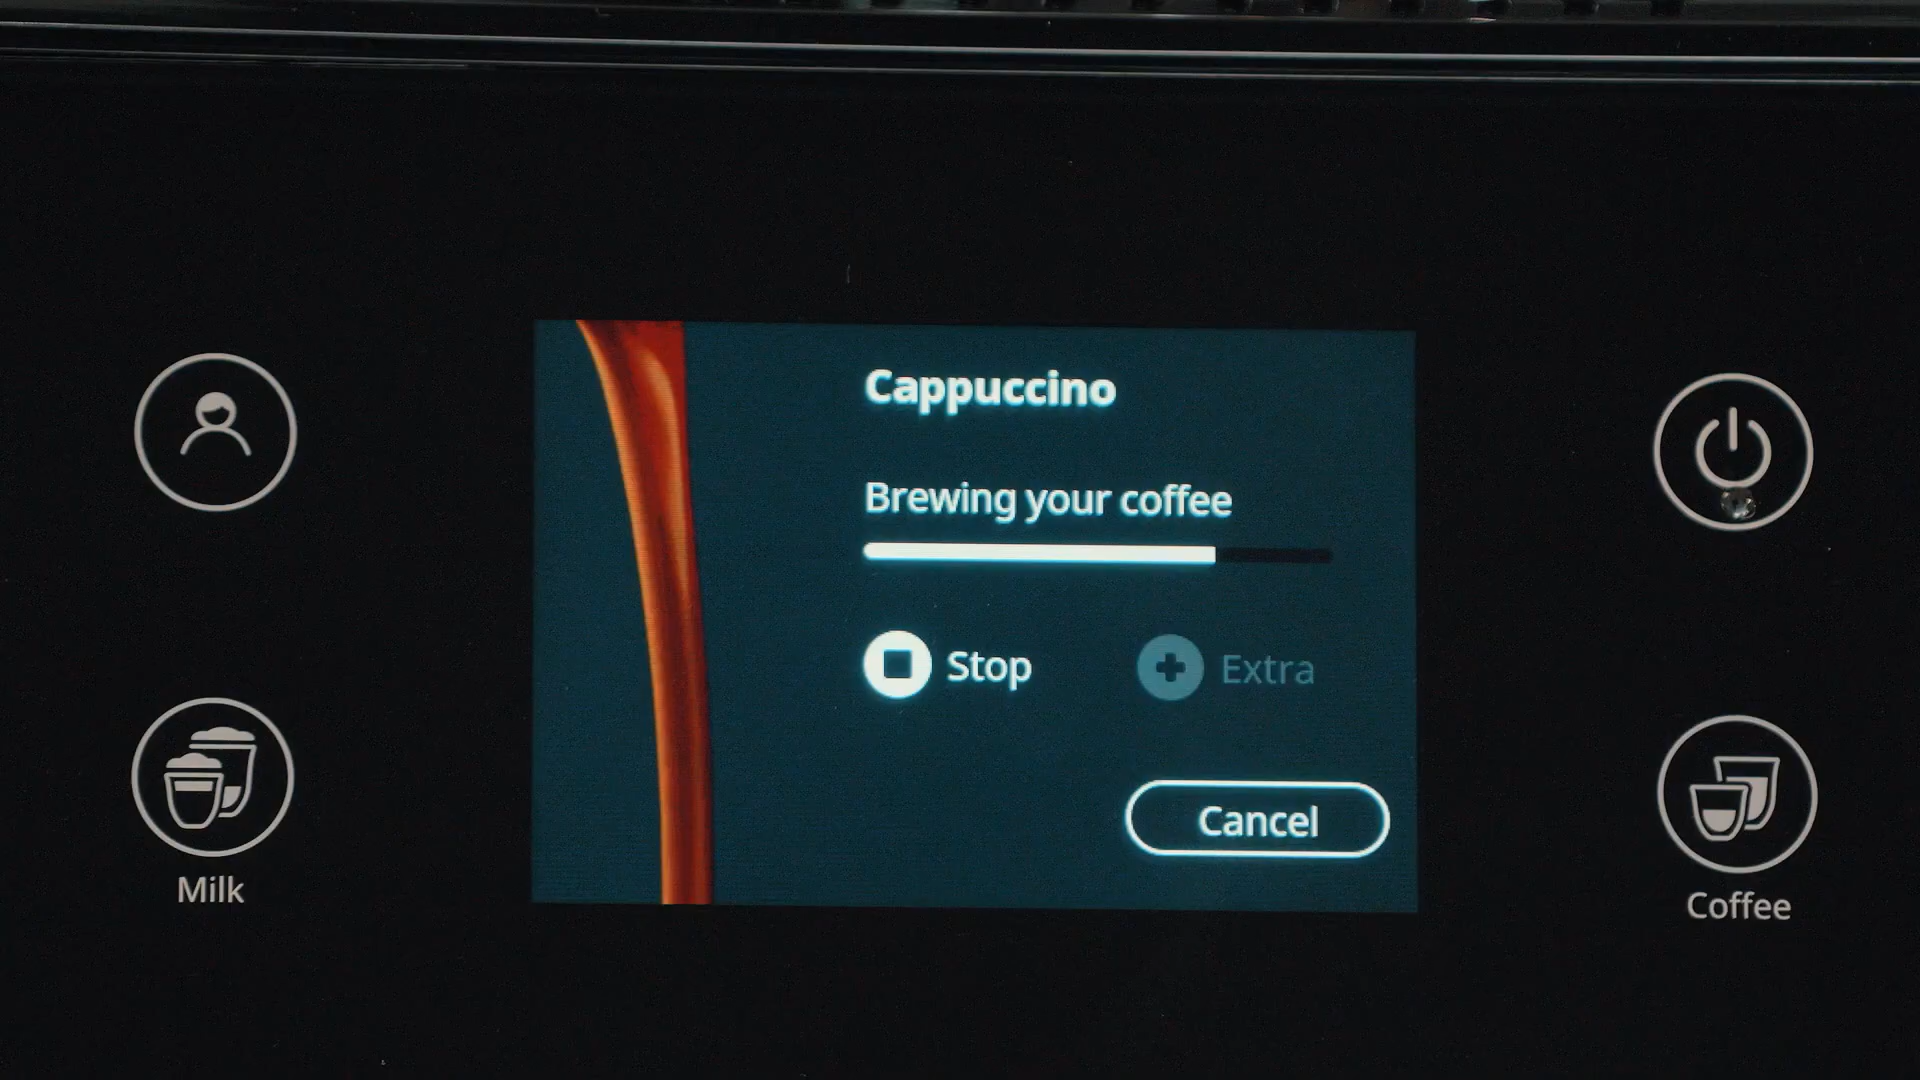 Cappuccino
Brewing your coffee
Stop
Extra
Cancel
Milk
Coffee